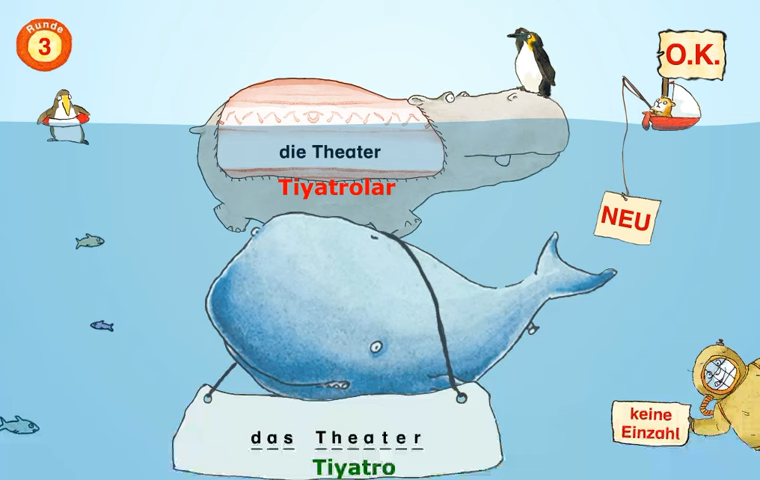 Runde
3
O.K.
die Theater
Tiyatrolar
NEU
keine
Einzahl
das Theater
Tiyatro